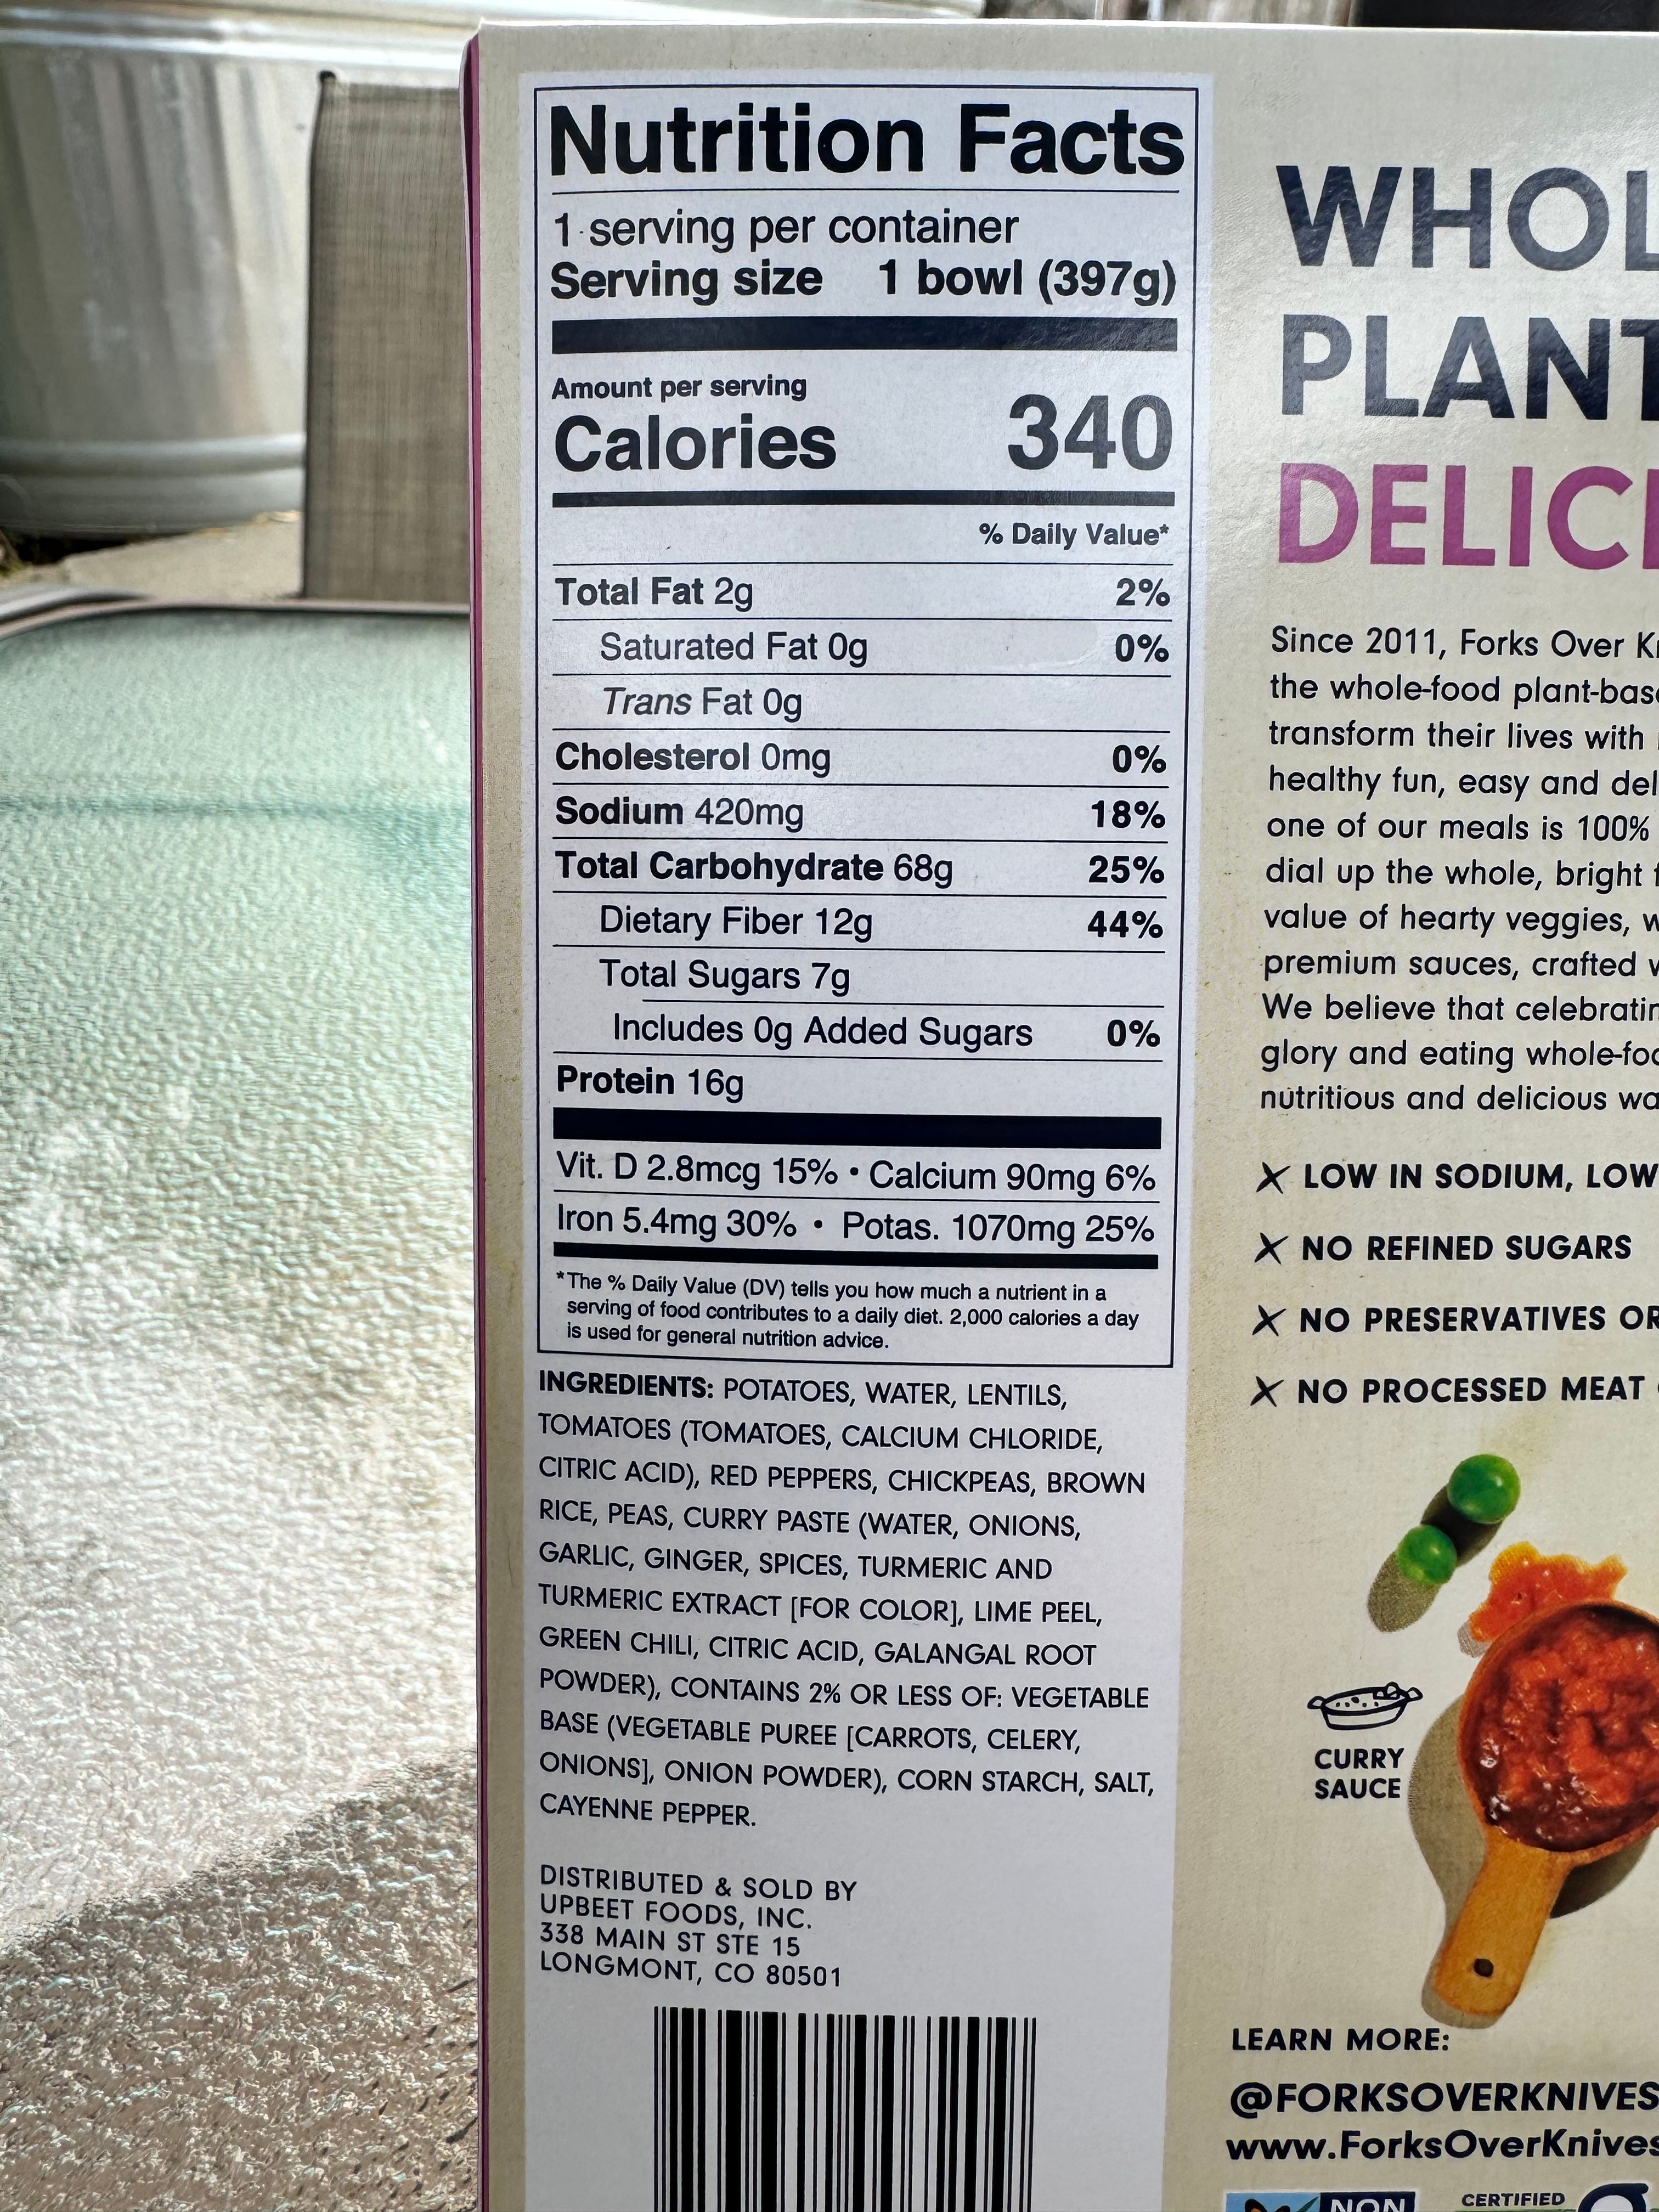 Nutrition Facts
1 serving per container
Serving size 1 bowl (397g)
Amount per serving
Calories 340
% Daily Value*
Total Fat 2g 2%
Saturated Fat 0g 0%
Trans Fat 0g
Cholesterol 0mg 0%
Sodium 420mg 18%
Total Carbohydrate 68g 25%
Dietary Fiber 12g 44%
Total Sugars 7g
Includes 0g Added Sugars 0%
Protein 16g
Vit. D 2.8mcg 15% • Calcium 90mg 6%
Iron 5.4mg 30% • Potas. 1070mg 25%
*The % Daily Value (DV) tells you how much a nutrient in a
serving of food contributes to a daily diet. 2,000 calories a day
is used for general nutrition advice.
INGREDIENTS: POTATOES, WATER, LENTILS,
TOMATOES (TOMATOES, CALCIUM CHLORIDE,
CITRIC ACID), RED PEPPERS, CHICKPEAS, BROWN
RICE, PEAS, CURRY PASTE (WATER, ONIONS,
GARLIC, GINGER, SPICES, TURMERIC AND
TURMERIC EXTRACT [FOR COLOR], LIME PEEL,
GREEN CHILI, CITRIC ACID, GALANGAL ROOT
POWDER), CONTAINS 2% OR LESS OF: VEGETABLE
BASE (VEGETABLE PUREE [CARROTS, CELERY,
ONIONS], ONION POWDER), CORN STARCH, SALT,
CAYENNE PEPPER.
DISTRIBUTED & SOLD BY
UPBEET FOODS, INC.
338 MAIN ST STE 15
LONGMONT, CO 80501
WHOL
PLANT
DELICI
Since 2011, Forks Over
the whole-food
transform their lives with
healthy fun, easy and
one of our meals is 100%
dial up the whole, bright
value of hearty veggies,
premium sauces, crafted
We believe that
glory and eating
nutritious and delicious
LOW IN SODIUM, LOW
NO REFINED SUGARS
NO PRESERVATIVES OR
NO PROCESSED MEAT
CURRY
SAUCE
LEARN MORE:
@FORKSOVERKNIVES
www.ForksOverKnives
NON
CERTIFIED